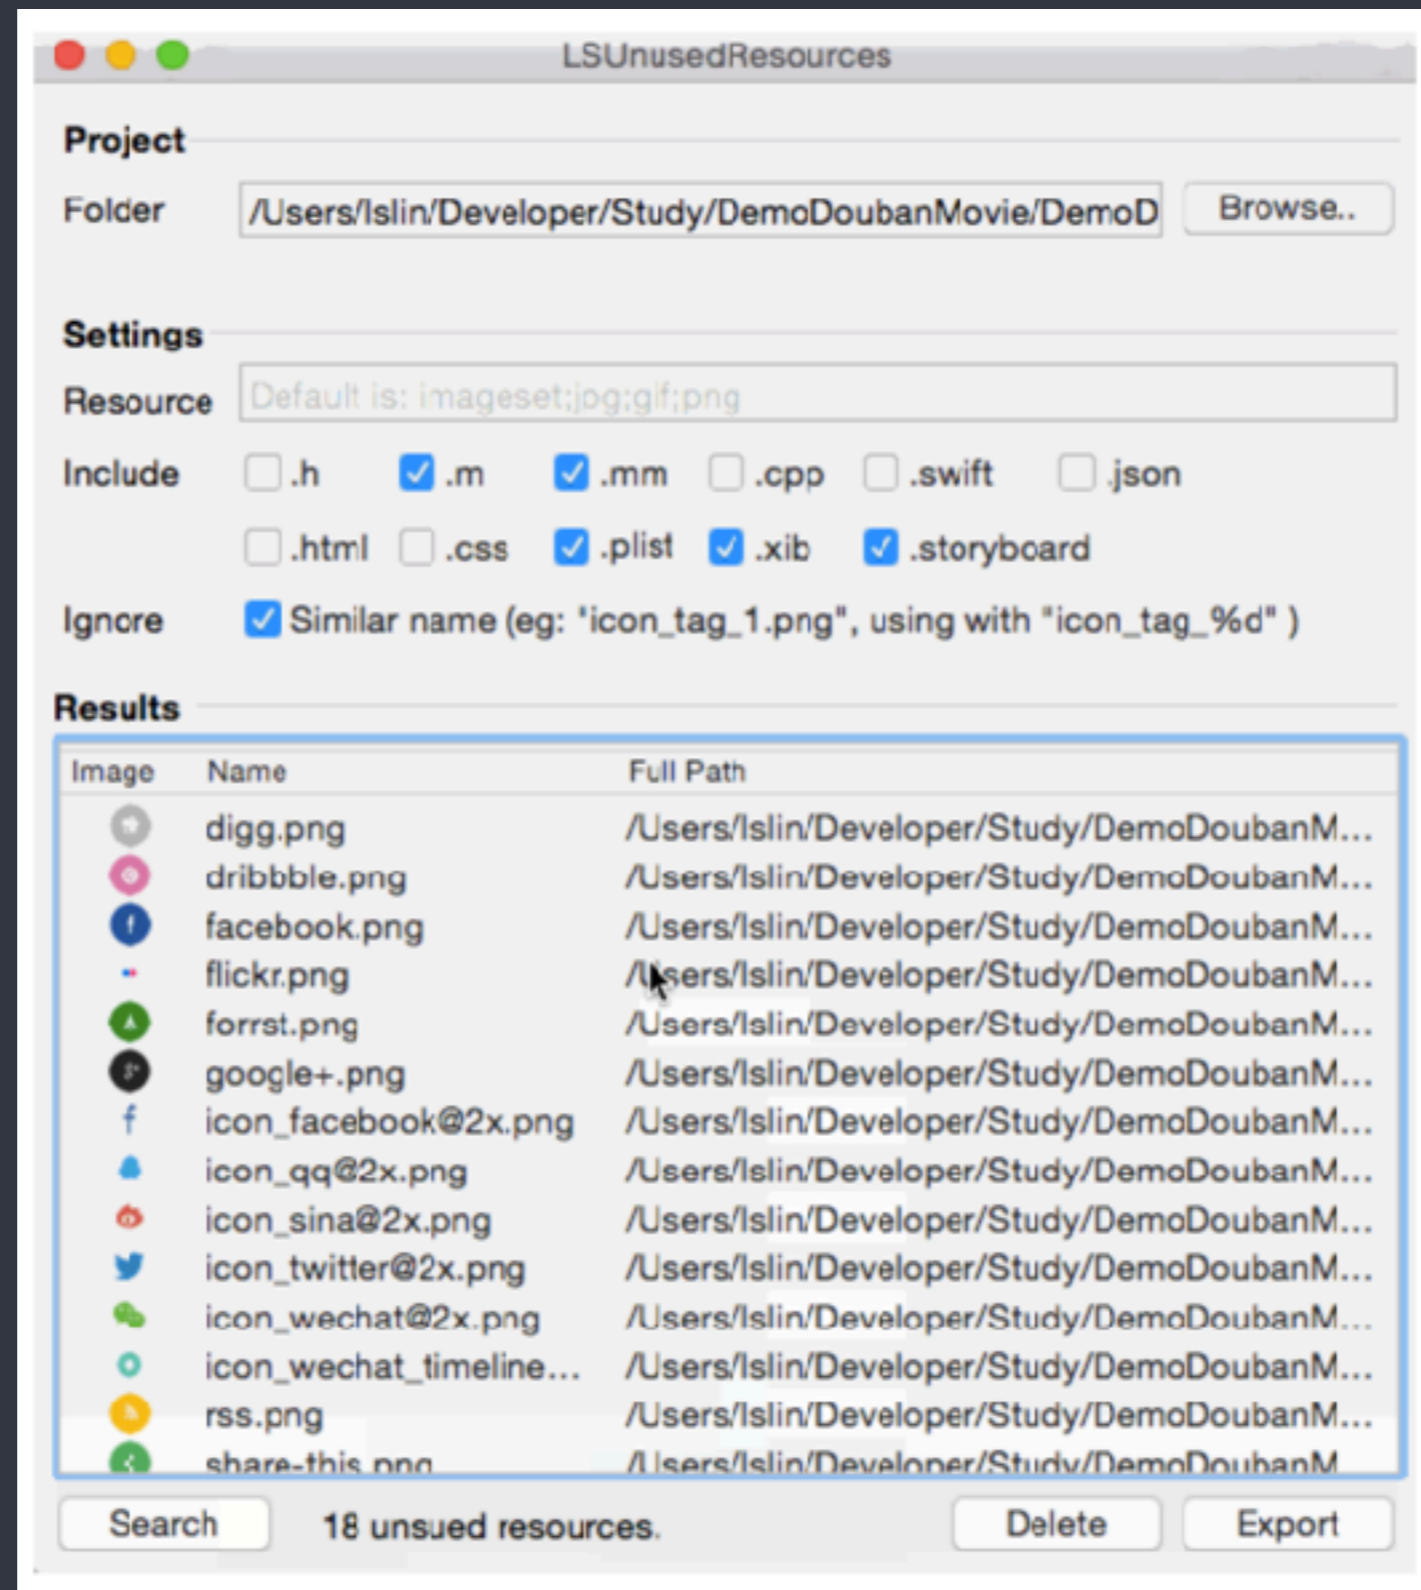 LSUnusedResources
Project
Folder /Users/lslin/Developer/Study/DemoDoubanMovie/DemoD Browse..
Settings
Resource Default is: imageset;jpg;gif;png
Include .h .m .mm .cpp .swift .json
.html .css .plist .xib .storyboard
Ignore Similar name (eg: "icon_tag_1.png", using with "icon_tag_%d" )
Results
Image Name Full Path
digg.png /Users/lslin/Developer/Study/DemoDoubanM...
dribbble.png /Users/lslin/Developer/Study/DemoDoubanM...
facebook.png /Users/lslin/Developer/Study/DemoDoubanM...
flickr.png /Users/lslin/Developer/Study/DemoDoubanM...
forrst.png /Users/lslin/Developer/Study/DemoDoubanM...
google+.png /Users/lslin/Developer/Study/DemoDoubanM...
icon_facebook@2x.png /Users/lslin/Developer/Study/DemoDoubanM...
icon_qq@2x.png /Users/lslin/Developer/Study/DemoDoubanM...
icon_sina@2x.png /Users/lslin/Developer/Study/DemoDoubanM...
icon_twitter@2x.png /Users/lslin/Developer/Study/DemoDoubanM...
icon_wechat@2x.png /Users/lslin/Developer/Study/DemoDoubanM...
icon_wechat_timeline... /Users/lslin/Developer/Study/DemoDoubanM...
rss.png /Users/lslin/Developer/Study/DemoDoubanM...
share-this.png /Users/lslin/Developer/Study/DemoDoubanM...
Search 18 unsued resources. Delete Export